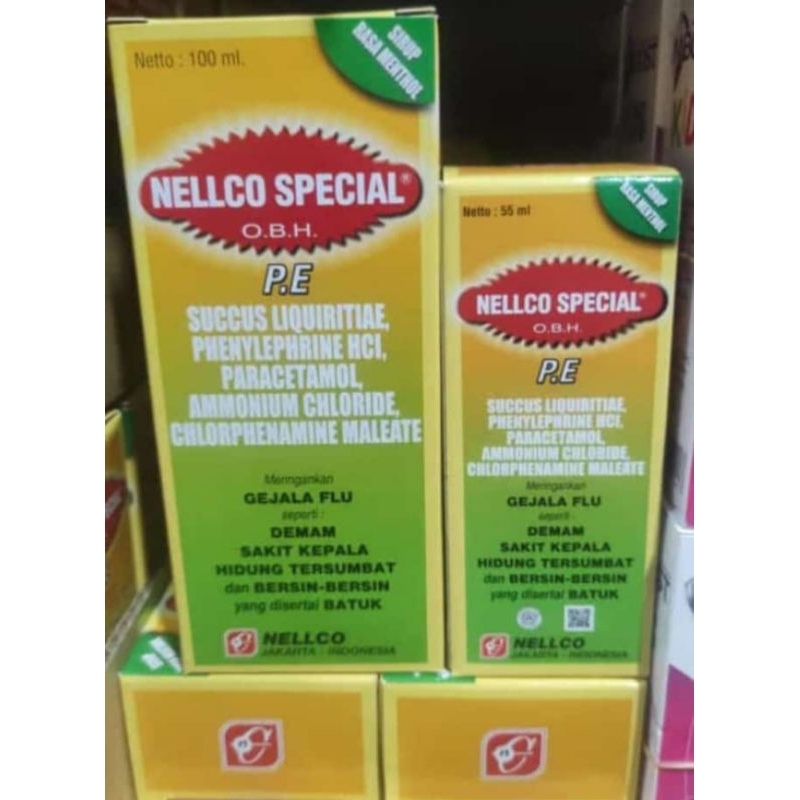 Netto : 100 ml.
SIRUP
RASA MENTHOL
NELLCO SPECIAL®
O.B.H.
P.E
SUCCUS LIQUIRITIAE,
PHENYLEPHRINE HCl,
PARACETAMOL,
AMMONIUM CHLORIDE,
CHLORPHENAMINE MALEATE
Meringankan
GEJALA FLU
seperti :
DEMAM
SAKIT KEPALA
HIDUNG TERSUMBAT
dan BERSIN-BERSIN
yang disertai BATUK
NELLCO
JAKARTA - INDONESIA
Netto : 55 ml
SIRUP
RASA MENTHOL
NELLCO SPECIAL®
O.B.H.
P.E
SUCCUS LIQUIRITIAE,
PHENYLEPHRINE HCl,
PARACETAMOL,
AMMONIUM CHLORIDE,
CHLORPHENAMINE MALEATE
Meringankan
GEJALA FLU
seperti :
DEMAM
SAKIT KEPALA
HIDUNG TERSUMBAT
dan BERSIN-BERSIN
yang disertai BATUK
NELLCO
JAKARTA - INDONESIA